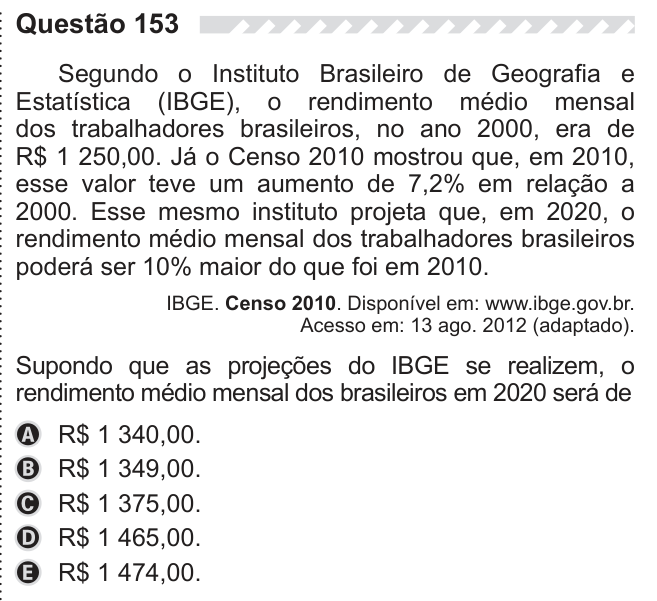 Questão 153
Segundo o Instituto Brasileiro de Geografia e
Estatística (IBGE), o rendimento médio mensal
dos trabalhadores brasileiros, no ano 2000, era de
R$ 1 250,00. Já o Censo 2010 mostrou que, em 2010,
esse valor teve um aumento de 7,2% em relação a
2000. Esse mesmo instituto projeta que, em 2020, o
rendimento médio mensal dos trabalhadores brasileiros
poderá ser 10% maior do que foi em 2010.
IBGE. Censo 2010. Disponível em: www.ibge.gov.br.
Acesso em: 13 ago. 2012 (adaptado).
Supondo que as projeções do IBGE se realizem, o
rendimento médio mensal dos brasileiros em 2020 será de
A R$ 1 340,00.
B R$ 1 349,00.
C R$ 1 375,00.
D R$ 1 465,00.
E R$ 1 474,00.